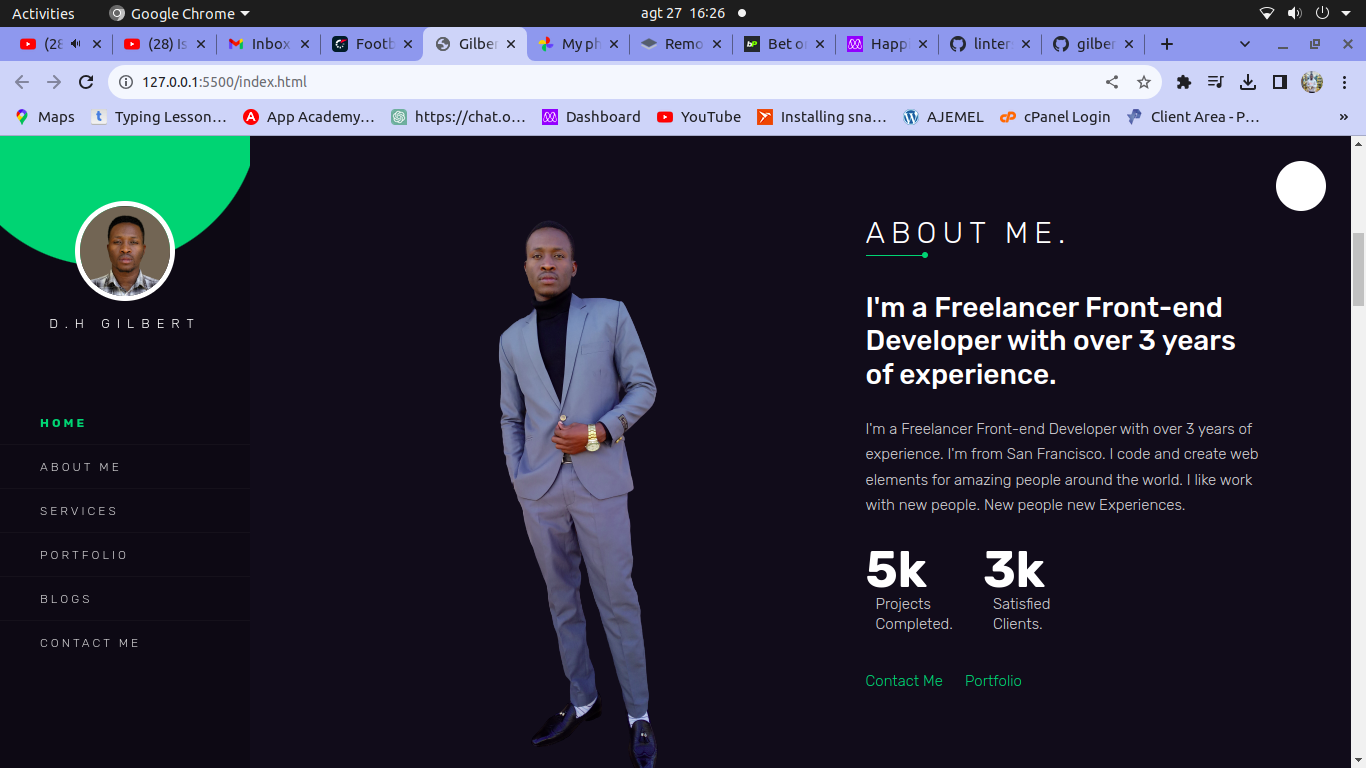 Activities
Google Chrome
agt 27 16:26
(28
(28) Is
Inbox
Footb
Gilber
My ph
Remo
Bet or
Happ
linter
gilber
127.0.0.1:5500/index.html
Maps
Typing Lesson…
App Academy…
https://chat.o…
Dashboard
YouTube
Installing sna…
AJEMEL
cPanel Login
Client Area - P…
»
D.H GILBERT
HOME
ABOUT ME
SERVICES
PORTFOLIO
BLOGS
CONTACT ME
ABOUT ME.
I'm a Freelancer Front-end
Developer with over 3 years
of experience.
I'm a Freelancer Front-end Developer with over 3 years of
experience. I'm from San Francisco. I code and create web
elements for amazing people around the world. I like work
with new people. New people new Experiences.
5k 3k
Projects Satisfied
Completed. Clients.
Contact Me Portfolio